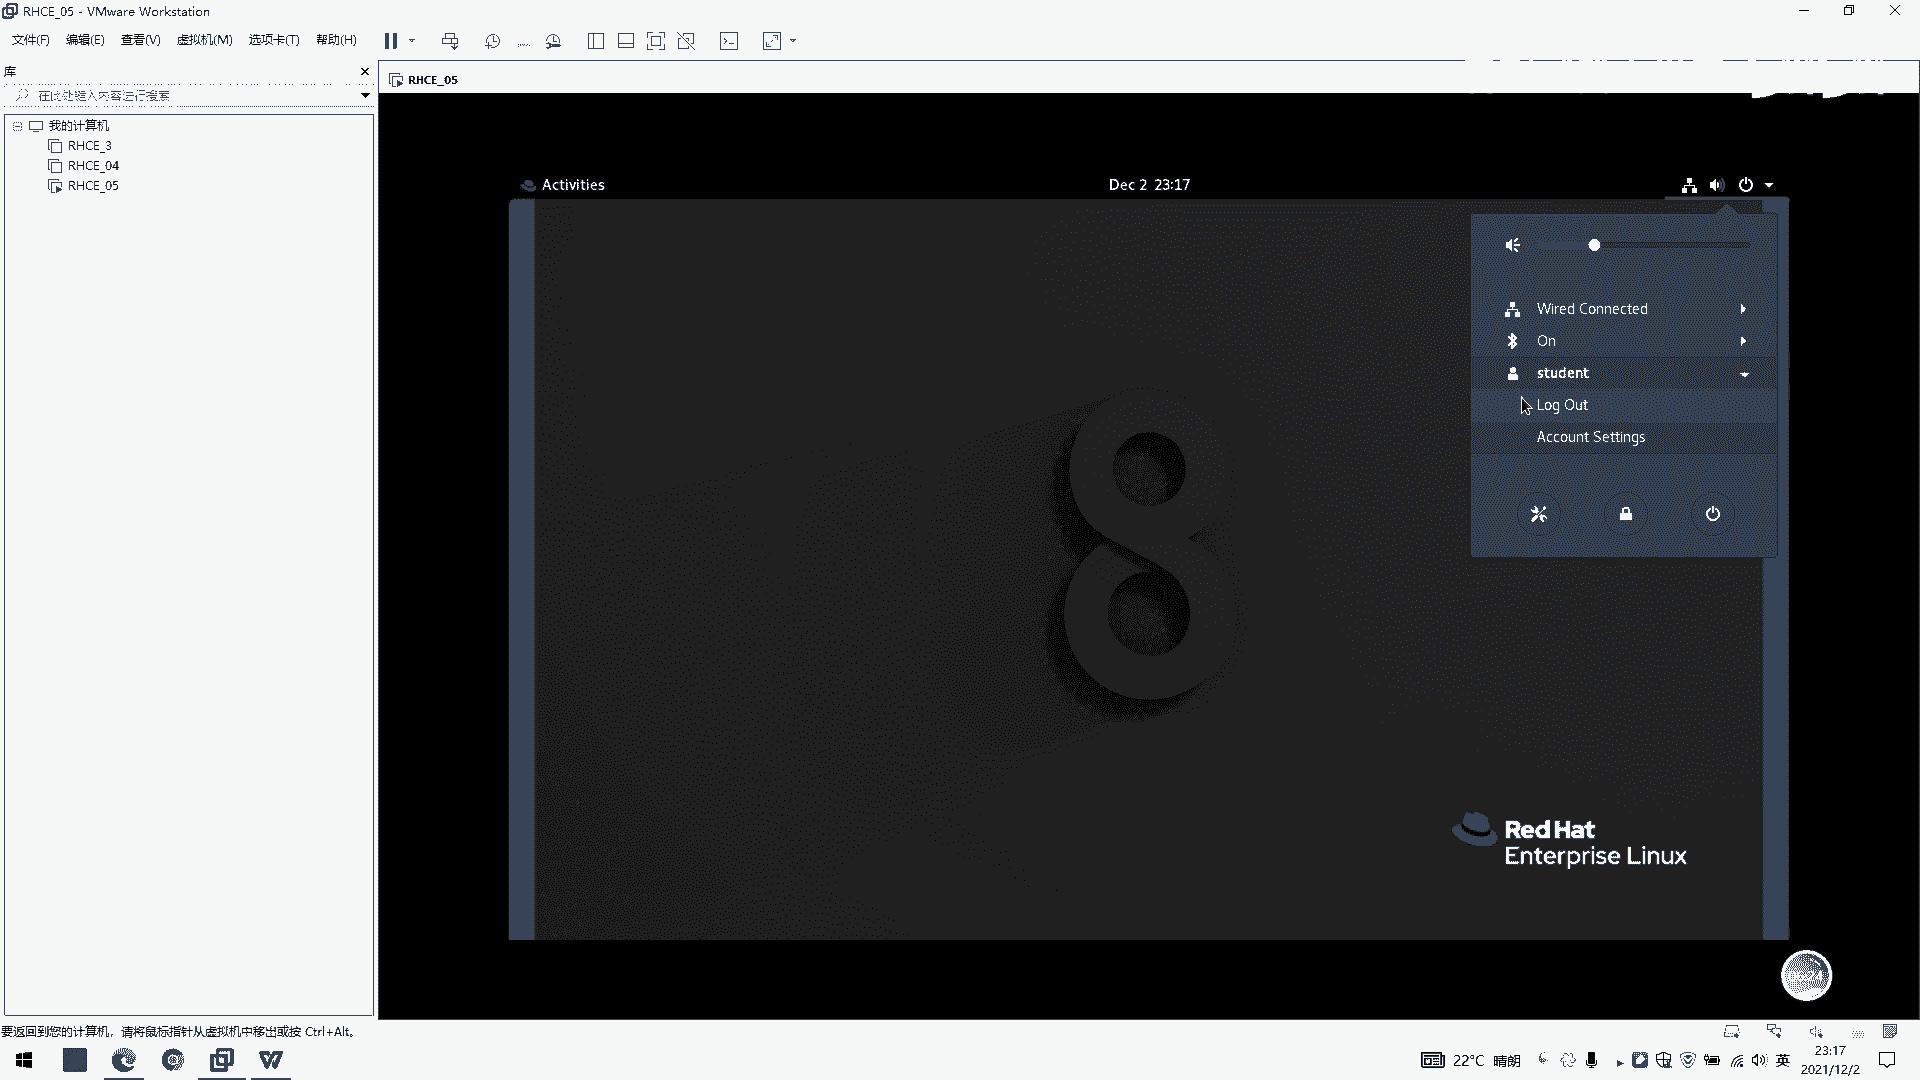 RHCE_05 - VMware Workstation
文件(F) 编辑(E) 查看(V) 虚拟机(M) 选项卡(T) 帮助(H)
库
在此处键入内容进行搜索
RHCE_05
我的计算机
RHCE_3
RHCE_04
RHCE_05
Activities
Dec 2 23:17
Wired Connected
On
student
Log Out
Account Settings
Red Hat
Enterprise Linux
要返回到您的计算机，请将鼠标指针从虚拟机中移出或按 Ctrl+Alt。
22°C 晴朗
英
23:17
2021/12/2